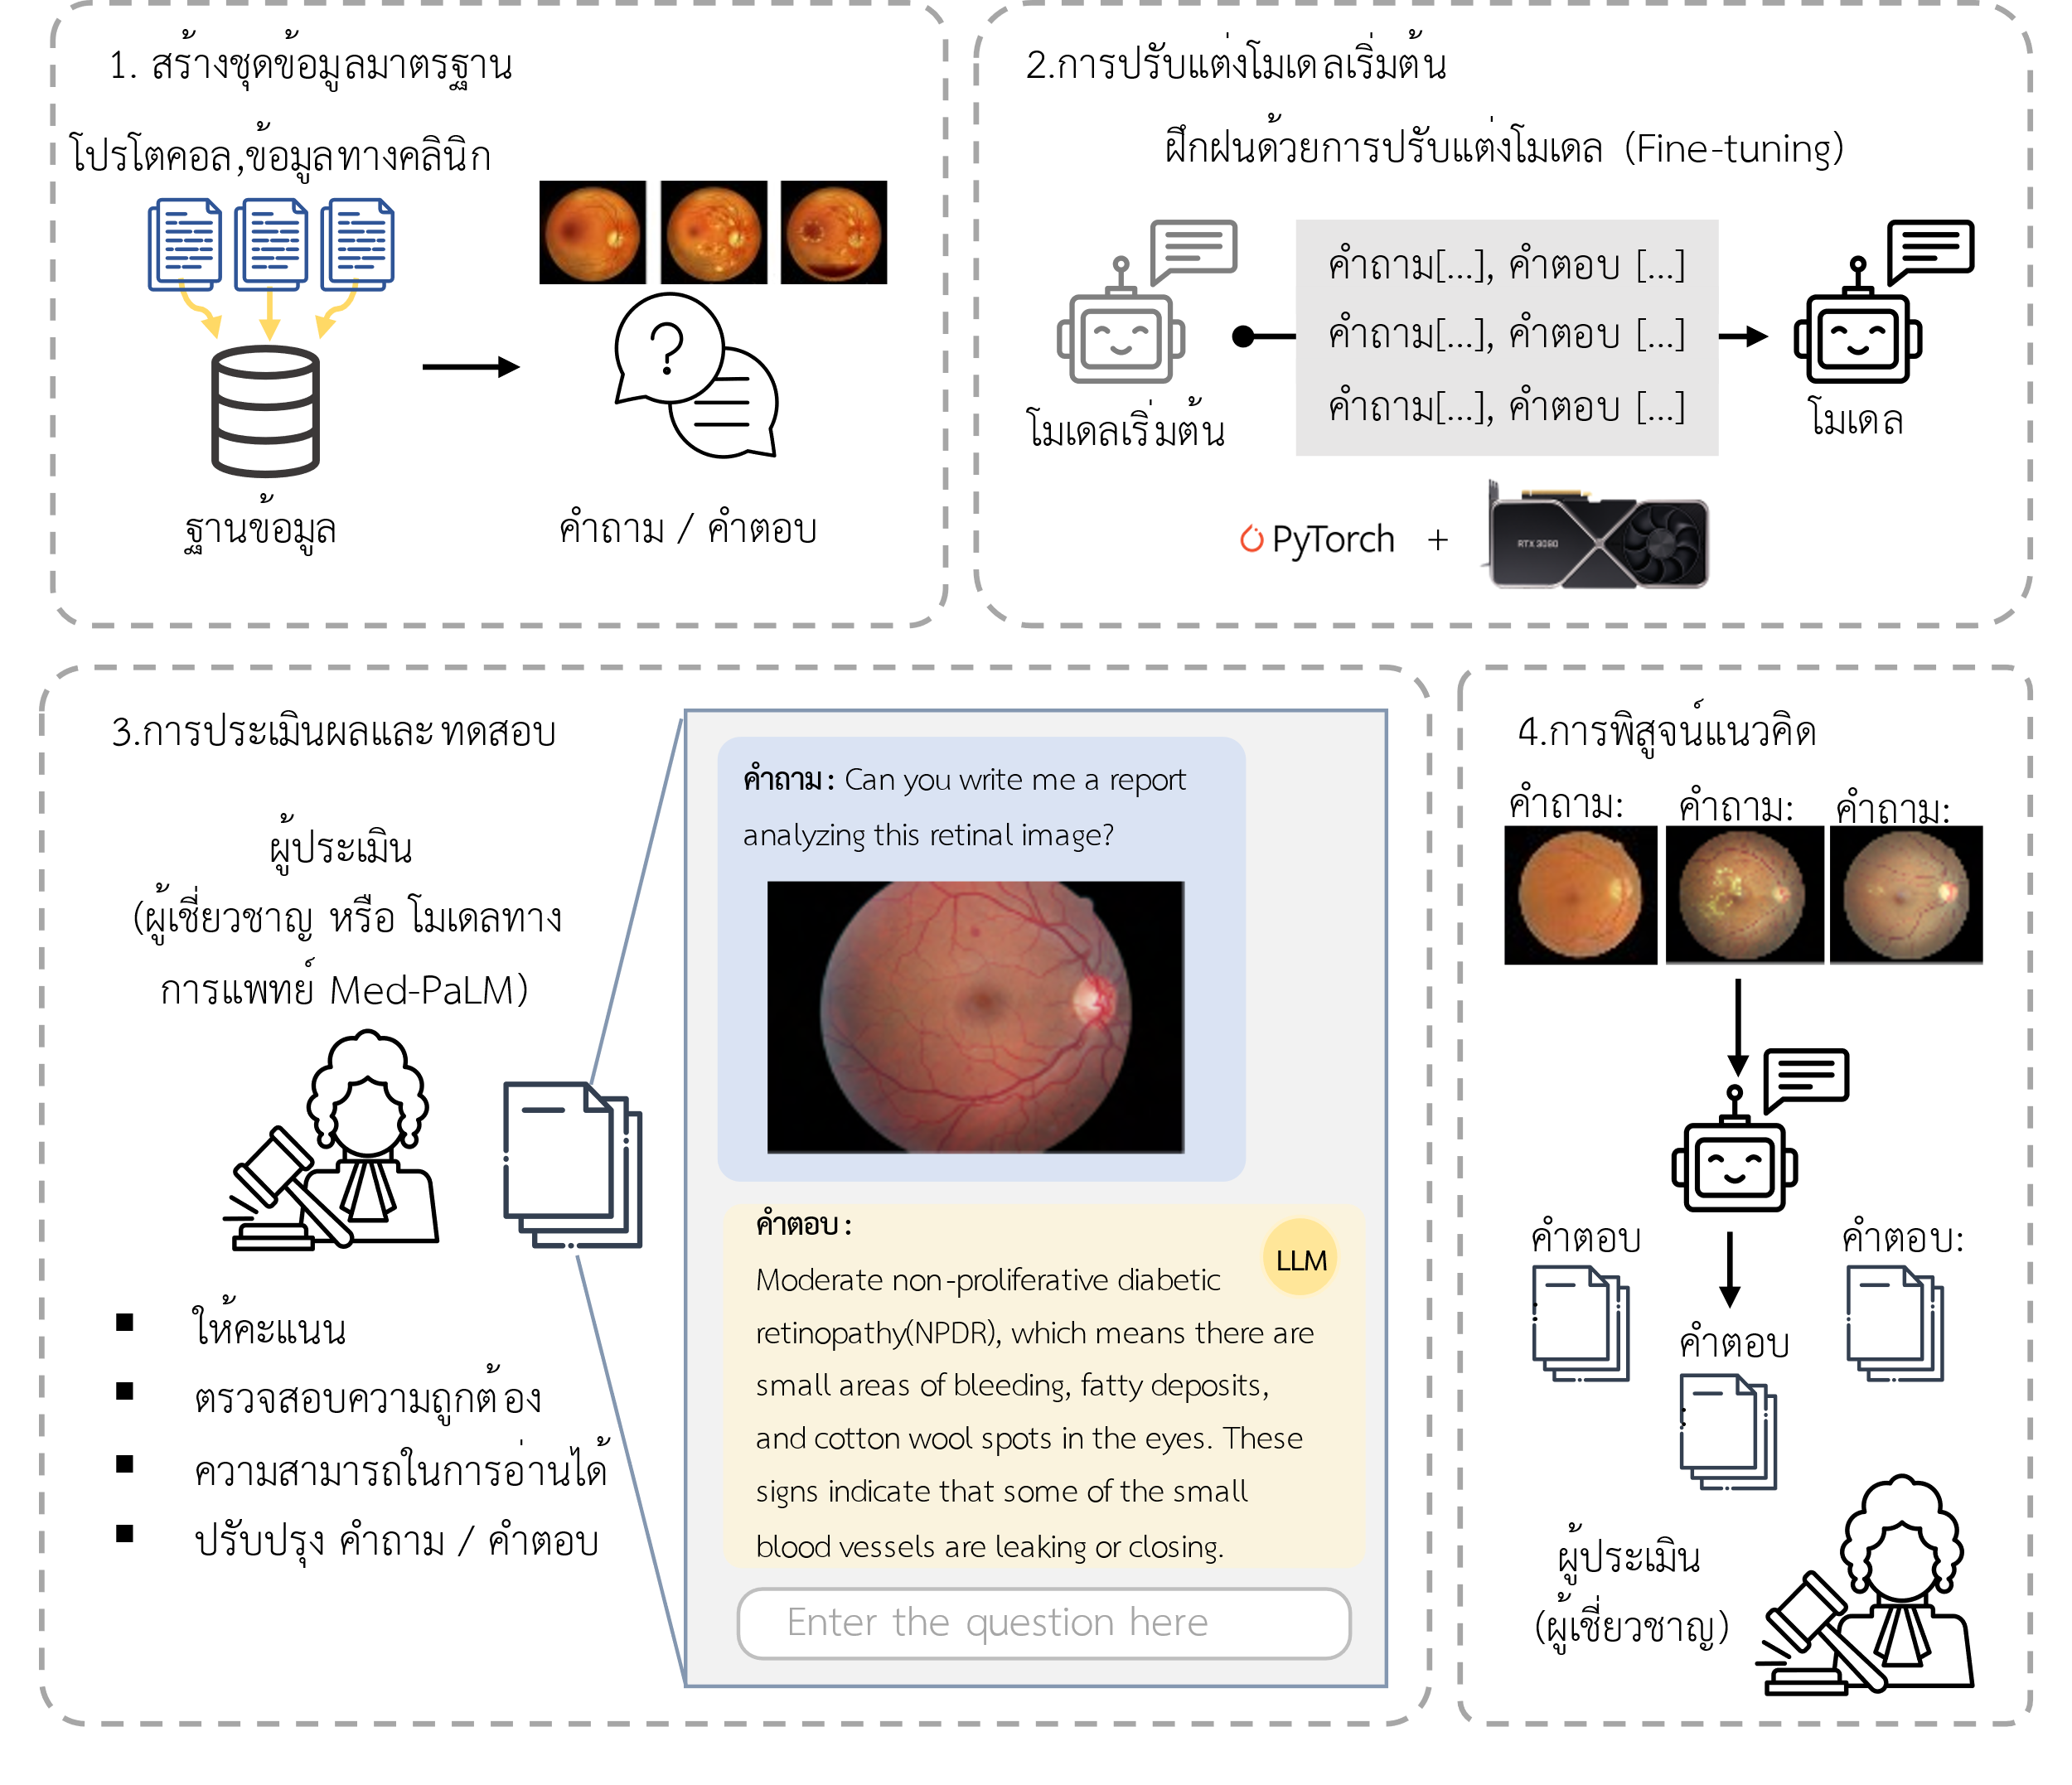 1. สร้างชุดข้อมูลมาตรฐาน
โปรโตคอล,ข้อมูลทางคลินิก
ฐานข้อมูล
?
คำถาม / คำตอบ
2.การปรับแต่งโมเดลเริ่มต้น
ฝึกฝนด้วยการปรับแต่งโมเดล (Fine-tuning)
คำถาม[...], คำตอบ [...]
คำถาม[...], คำตอบ [...]
คำถาม[...], คำตอบ [...]
โมเดลเริ่มต้น
โมเดล
PyTorch +
RTX 3090
3.การประเมินผลและทดสอบ
ผู้ประเมิน
(ผู้เชี่ยวชาญ หรือ โมเดลทาง
การแพทย์ Med-PaLM)
▪ ให้คะแนน
▪ ตรวจสอบความถูกต้อง
▪ ความสามารถในการอ่านได้
▪ ปรับปรุง คำถาม / คำตอบ
คำถาม: Can you write me a report
analyzing this retinal image?
คำตอบ:
LLM
Moderate non-proliferative diabetic
retinopathy(NPDR), which means there are
small areas of bleeding, fatty deposits,
and cotton wool spots in the eyes. These
signs indicate that some of the small
blood vessels are leaking or closing.
Enter the question here
4.การพิสูจน์แนวคิด
คำถาม: คำถาม: คำถาม:
คำตอบ คำตอบ:
คำตอบ
ผู้ประเมิน
(ผู้เชี่ยวชาญ)